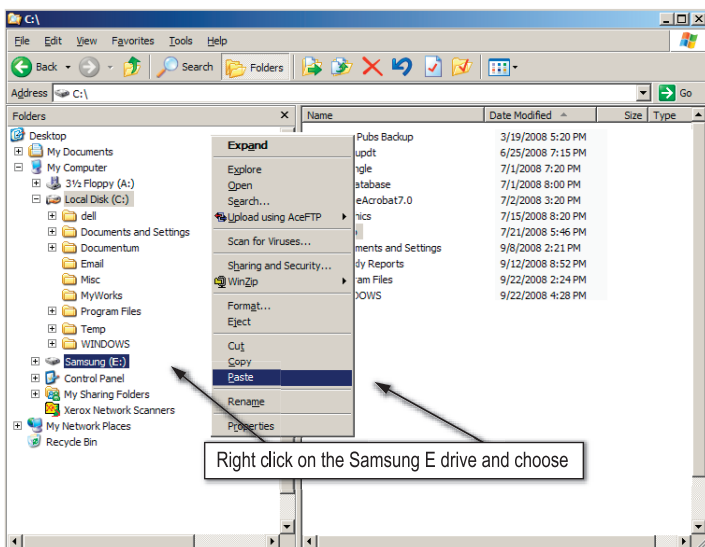 C:\
File Edit View Favorites Tools Help
Back Search Folders
Address C:\ Go
Folders X
Desktop
My Documents
My Computer
3½ Floppy (A:)
Local Disk (C:)
dell
Documents and Settings
Documentum
Email
Misc
MyWorks
Program Files
Temp
WINDOWS
Samsung (E:)
Control Panel
My Sharing Folders
Xerox Network Scanners
My Network Places
Recycle Bin
Expand
Explore
Open
Search...
Upload using AceFTP
Scan for Viruses...
Sharing and Security...
WinZip
Format...
Eject
Cut
Copy
Paste
Rename
Properties
Name Date Modified Size Type
Pubs Backup 3/19/2008 5:20 PM
updt 6/25/2008 7:15 PM
ngle 7/1/2008 7:20 PM
atabase 7/1/2008 8:00 PM
eAcrobat7.0 7/2/2008 3:20 PM
nics 7/15/2008 8:20 PM
7/21/2008 5:46 PM
ments and Settings 9/8/2008 2:21 PM
dy Reports 9/12/2008 8:52 PM
ram Files 9/22/2008 2:24 PM
DOWS 9/22/2008 4:28 PM
Right click on the Samsung E drive and choose